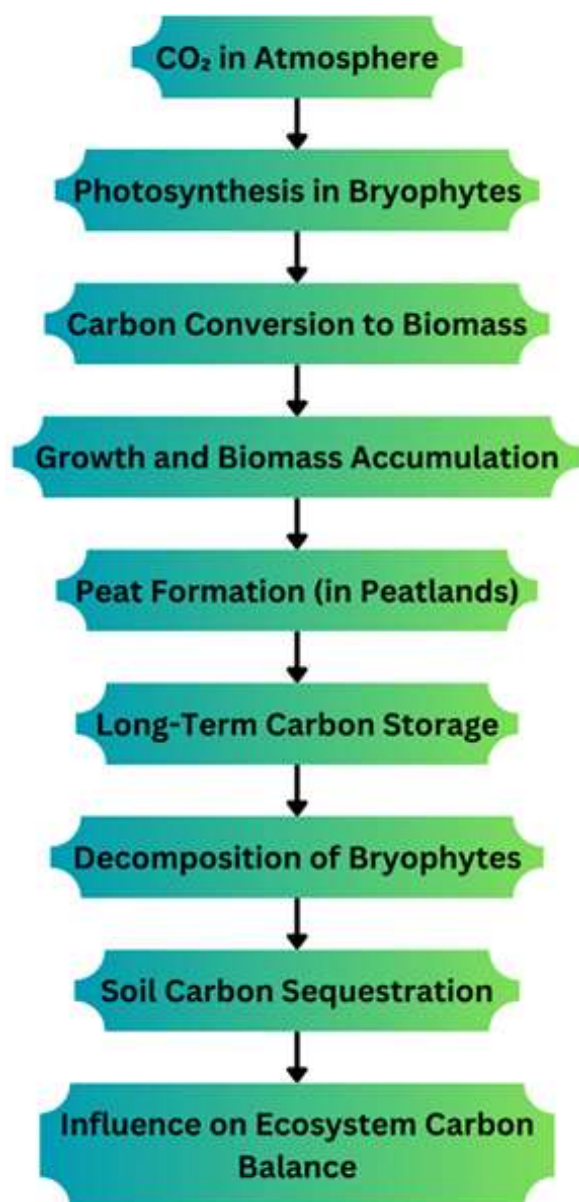 CO₂ in Atmosphere
Photosynthesis in Bryophytes
Carbon Conversion to Biomass
Growth and Biomass Accumulation
Peat Formation (in Peatlands)
Long-Term Carbon Storage
Decomposition of Bryophytes
Soil Carbon Sequestration
Influence on Ecosystem Carbon
Balance